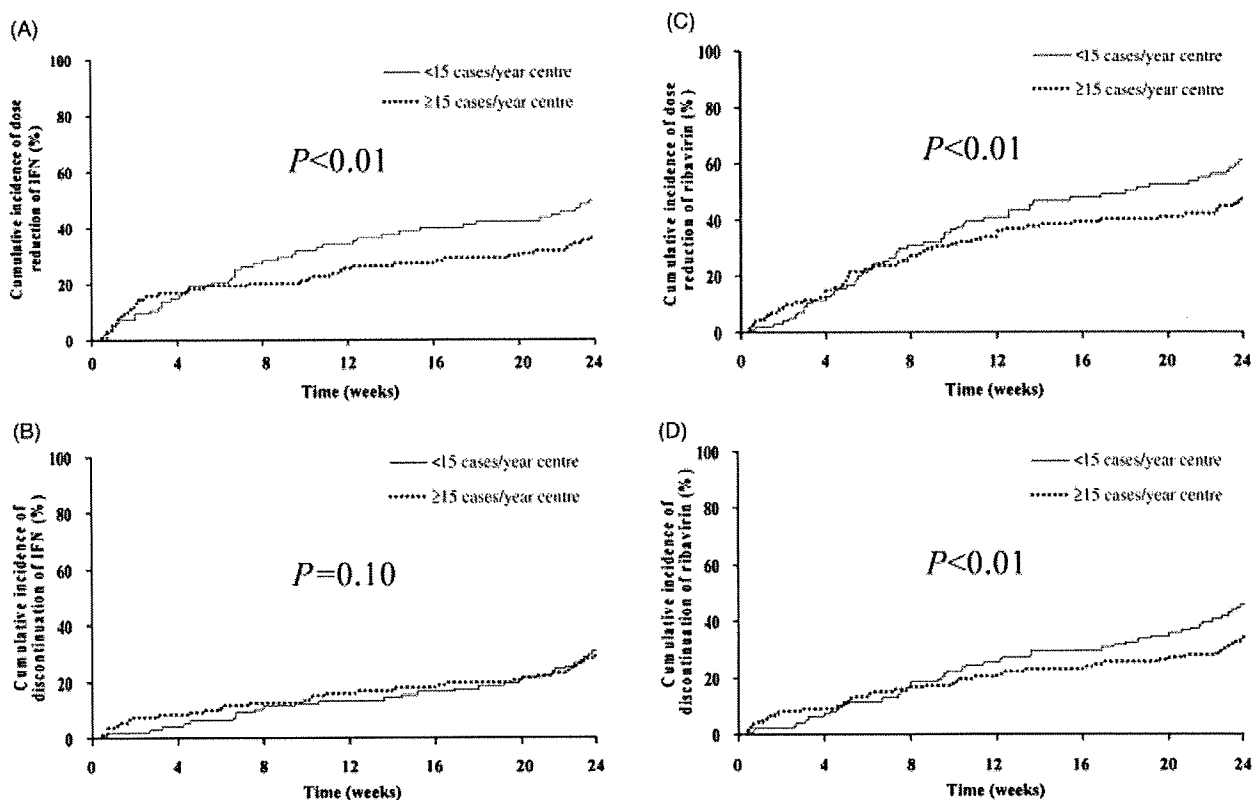 (A)
Cumulative incidence of dose
reduction of IFN (%)
100
80
60
40
20
0
<15 cases/year centre
≥15 cases/year centre
P<0.01
0 4 8 12 16 20 24
Time (weeks)
(B)
Cumulative incidence of
discontinuation of IFN (%)
100
80
60
40
20
0
<15 cases/year centre
≥15 cases/year centre
P=0.10
0 4 8 12 16 20 24
Time (weeks)
(C)
Cumulative incidence of dose
reduction of ribavirin (%)
100
80
60
40
20
0
<15 cases/year centre
≥15 cases/year centre
P<0.01
0 4 8 12 16 20 24
Time (weeks)
(D)
Cumulative incidence of
discontinuation of ribavirin (%)
100
80
60
40
20
0
<15 cases/year centre
≥15 cases/year centre
P<0.01
0 4 8 12 16 20 24
Time (weeks)